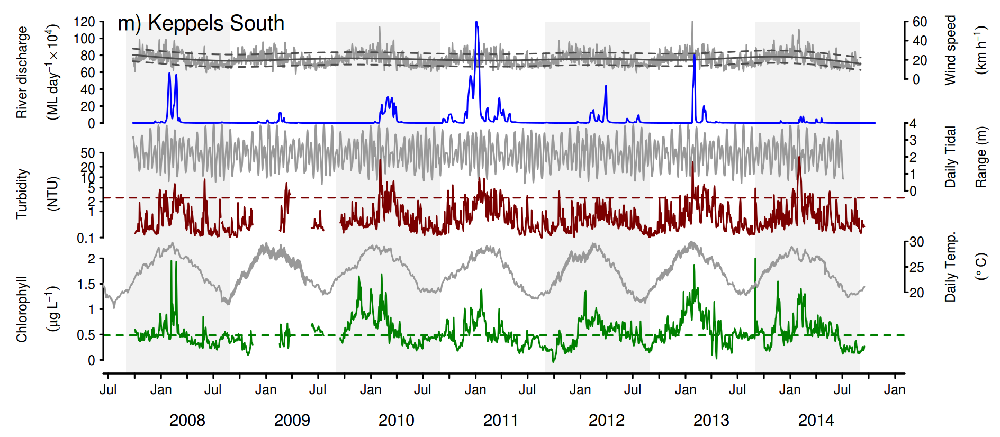 m) Keppels South
River discharge
(ML day⁻¹ × 10⁴)
120
100
80
60
40
20
0
Wind speed
(km h⁻¹)
60
40
20
0
Daily Tidal
Range (m)
4
3
2
1
0
Turbidity
(NTU)
50
20
10
5
2
1
0.1
Daily Temp.
(° C)
30
25
20
Chlorophyll
(µg L⁻¹)
2
1.5
1
0.5
0
Jul Jan Jul Jan Jul Jan Jul Jan Jul Jan Jul Jan Jul Jan Jul Jan
2008 2009 2010 2011 2012 2013 2014